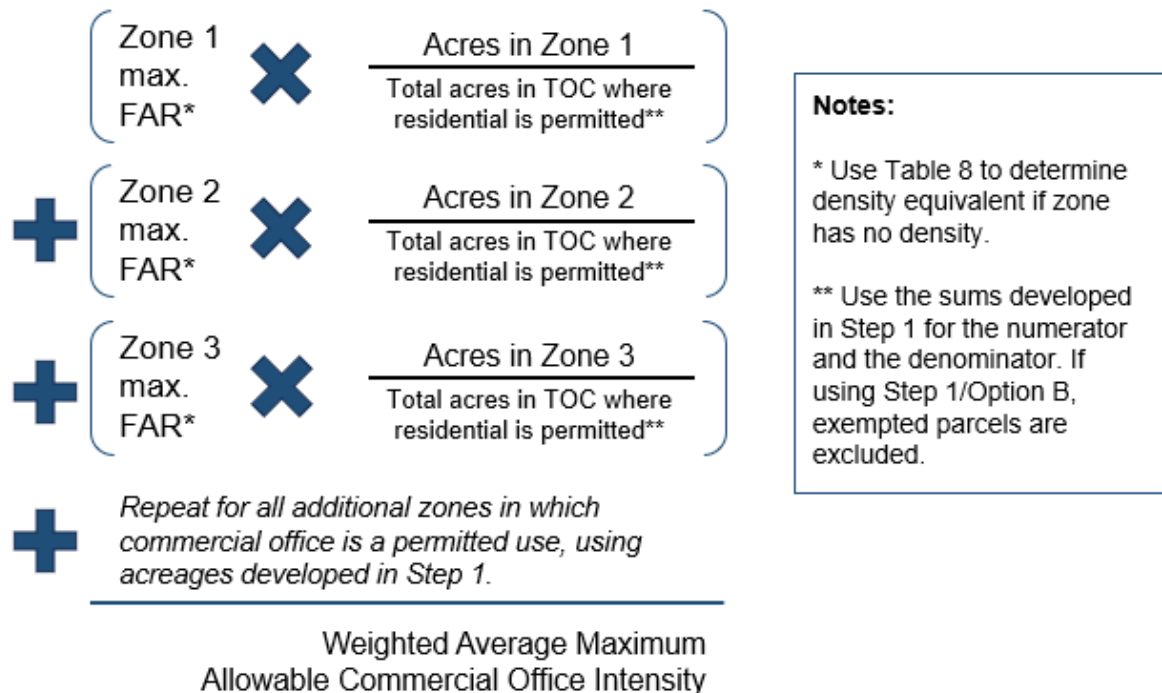 Zone 1
max.
FAR*
Acres in Zone 1
Total acres in TOC where
residential is permitted**
Zone 2
max.
FAR*
Acres in Zone 2
Total acres in TOC where
residential is permitted**
Zone 3
max.
FAR*
Acres in Zone 3
Total acres in TOC where
residential is permitted**
Repeat for all additional zones in which
commercial office is a permitted use, using
acreages developed in Step 1.
Weighted Average Maximum
Allowable Commercial Office Intensity
Notes:
* Use Table 8 to determine
density equivalent if zone
has no density.
** Use the sums developed
in Step 1 for the numerator
and the denominator. If
using Step 1/Option B,
exempted parcels are
excluded.